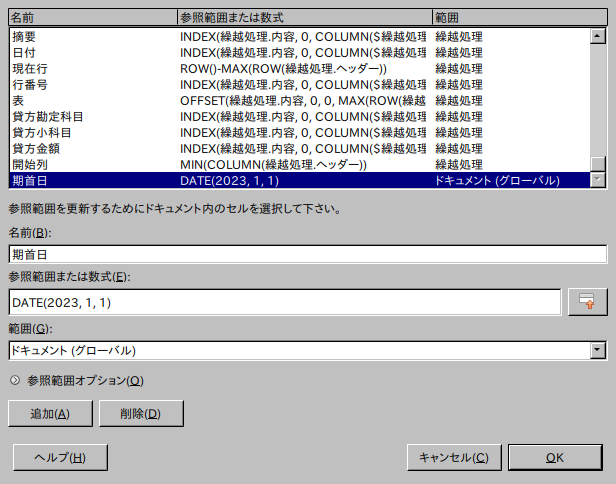 名前 参照範囲または数式 範囲
摘要 INDEX(繰越処理.内容, 0, COLUMN($繰越処理 繰越処理
日付 INDEX(繰越処理.内容, 0, COLUMN($繰越処理 繰越処理
現在行 ROW()-MAX(ROW(繰越処理.ヘッダー)) 繰越処理
行番号 INDEX(繰越処理.内容, 0, COLUMN($繰越処理 繰越処理
表 OFFSET(繰越処理.内容, 0, 0, MAX(ROW(繰越 繰越処理
貸方勘定科目 INDEX(繰越処理.内容, 0, COLUMN($繰越処理 繰越処理
貸方小科目 INDEX(繰越処理.内容, 0, COLUMN($繰越処理 繰越処理
貸方金額 INDEX(繰越処理.内容, 0, COLUMN($繰越処理 繰越処理
開始列 MIN(COLUMN(繰越処理.ヘッダー)) 繰越処理
期首日 DATE(2023, 1, 1) ドキュメント (グローバル)
参照範囲を更新するためにドキュメント内のセルを選択して下さい。
名前(B):
期首日
参照範囲または数式(E):
DATE(2023, 1, 1)
範囲(G):
ドキュメント (グローバル)
参照範囲オプション(O)
追加(A) 削除(D)
ヘルプ(H) キャンセル(C) OK